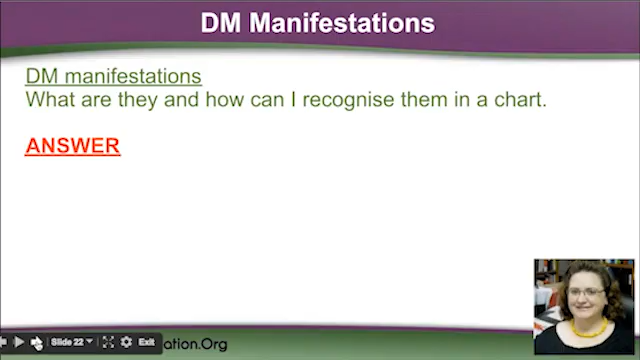 DM Manifestations
DM manifestations
What are they and how can I recognise them in a chart.
ANSWER
Slide 22
Exit
ation.Org